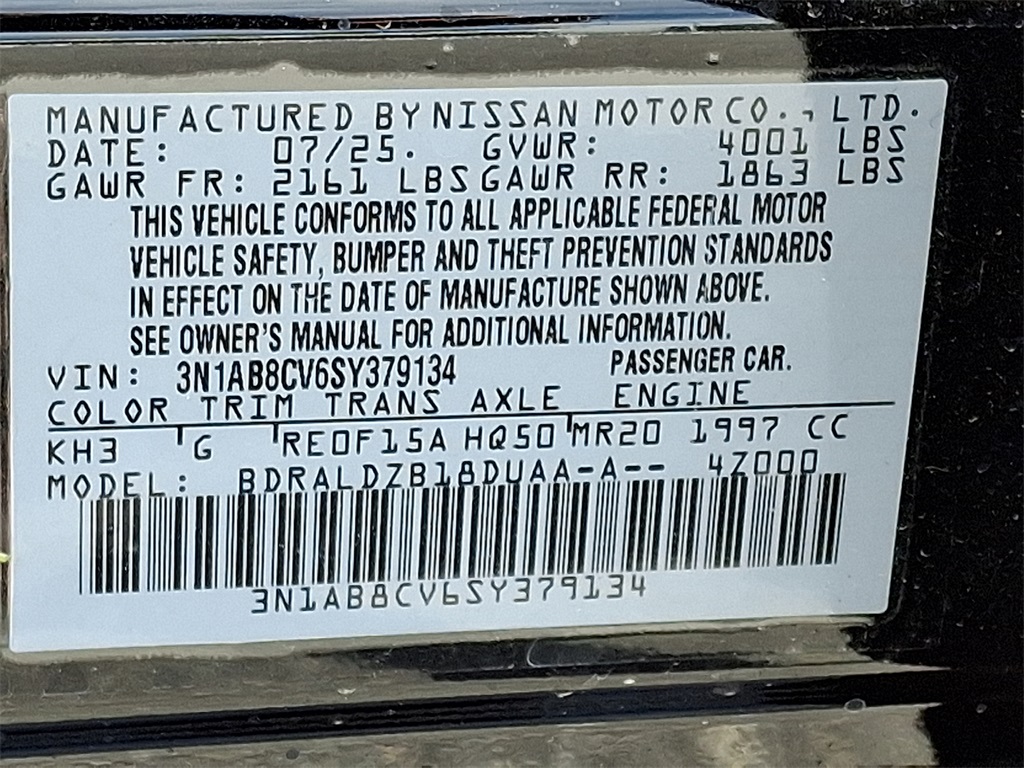 MANUFACTURED BY NISSAN MOTOR CO., LTD.
DATE: 07/25. GVWR: 4001 LBS
GAWR FR: 2161 LBS GAWR RR: 1863 LBS
THIS VEHICLE CONFORMS TO ALL APPLICABLE FEDERAL MOTOR
VEHICLE SAFETY, BUMPER AND THEFT PREVENTION STANDARDS
IN EFFECT ON THE DATE OF MANUFACTURE SHOWN ABOVE.
SEE OWNER'S MANUAL FOR ADDITIONAL INFORMATION.
VIN: 3N1AB8CV6SY379134 PASSENGER CAR.
COLOR TRIM TRANS AXLE ENGINE
KH3 G RE0F15A HQ50 MR20 1997 CC
MODEL: BDRALDZB18DUAA-A-- 4Z000
3N1AB8CV6SY379134